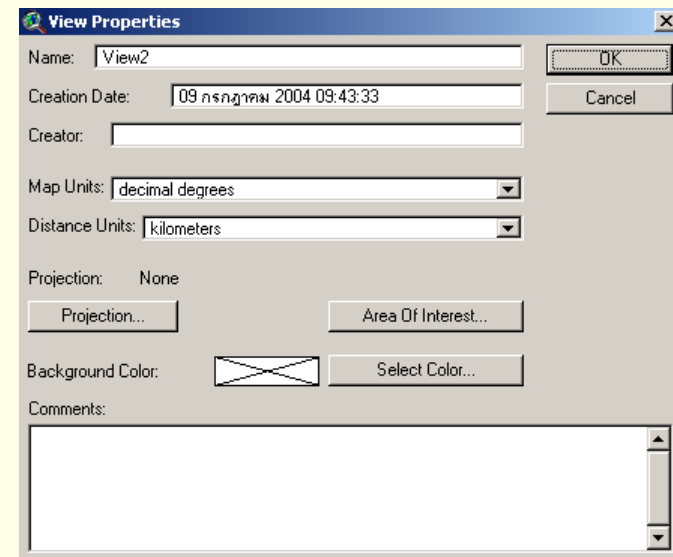 View Properties
Name: View2
OK
Creation Date: 09 กรกฎาคม 2004 09:43:33
Cancel
Creator:
Map Units: decimal degrees
Distance Units: kilometers
Projection: None
Projection...
Area Of Interest...
Background Color:
Select Color...
Comments: